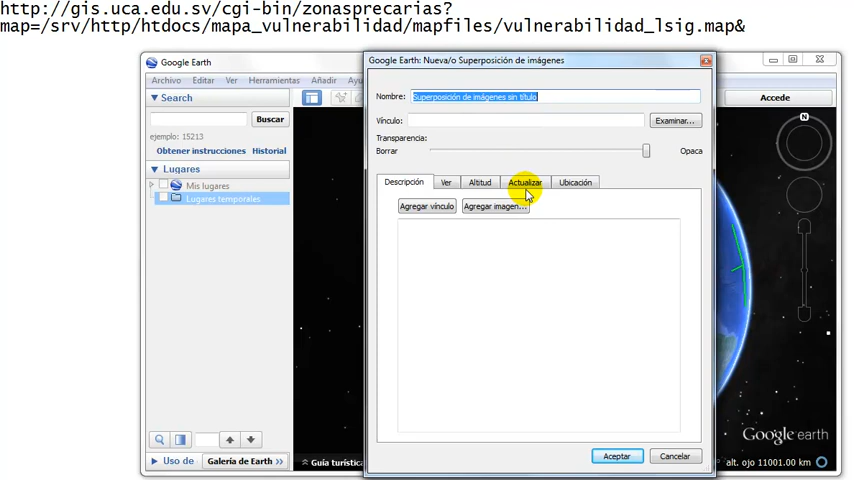 http://gis.uca.edu.sv/cgi-bin/zonasprecarias?
map=/srv/http/htdocs/mapa_vulnerabilidad/mapfiles/vulnerabilidad_lsig.map&
Google Earth
Archivo Editar Ver Herramientas Añadir Ayu
Search
Buscar
ejemplo: 15213
Obtener instrucciones Historial
Lugares
Mis lugares
Lugares temporales
Uso de Galería de Earth >>
Google Earth: Nueva/o Superposición de imágenes
Nombre: Superposición de imágenes sin título
Vínculo: Examinar...
Transparencia:
Borrar Opaca
Descripción Ver Altitud Actualizar Ubicación
Agregar vínculo Agregar imagen...
Aceptar Cancelar
Accede
N
Google earth
Guía turística
alt. ojo 11001.00 km